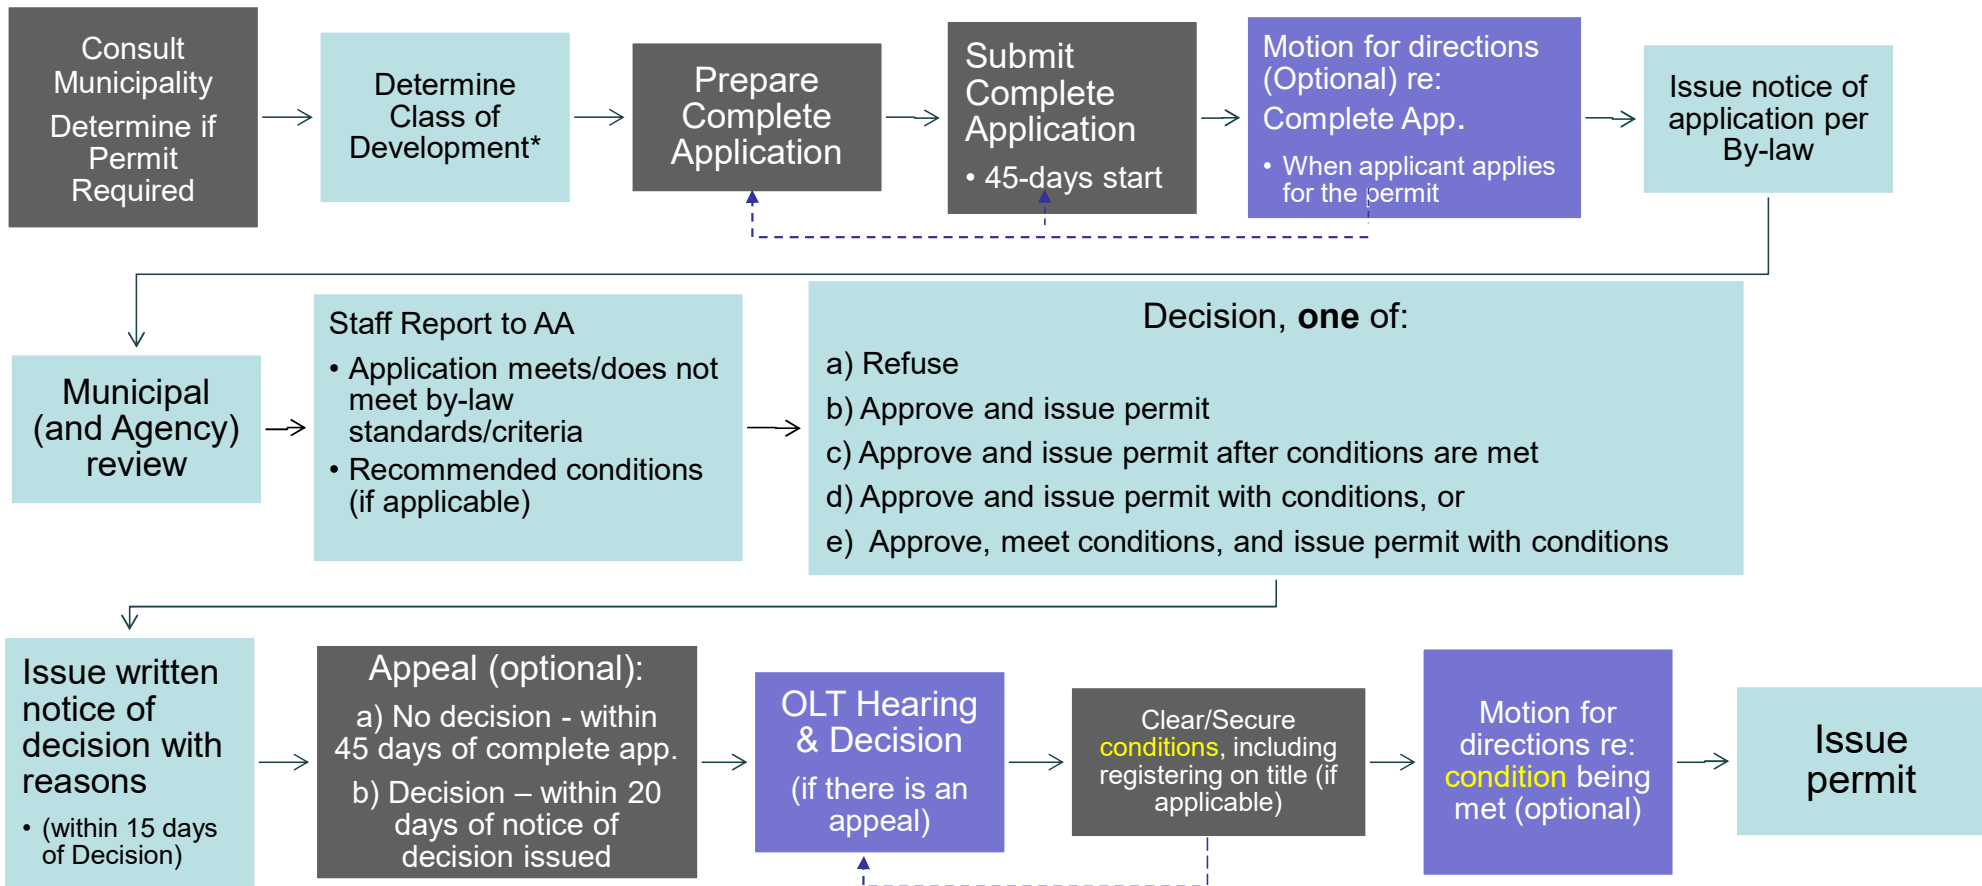 Consult
Municipality
Determine if
Permit
Required
Determine
Class of
Development*
Prepare
Complete
Application
Submit
Complete
Application
• 45-days start
Motion for directions
(Optional) re:
Complete App.
• When applicant applies
for the permit
Issue notice of
application per
By-law
Municipal
(and Agency)
review
Staff Report to AA
• Application meets/does not
meet by-law
standards/criteria
• Recommended conditions
(if applicable)
Decision, one of:
a) Refuse
b) Approve and issue permit
c) Approve and issue permit after conditions are met
d) Approve and issue permit with conditions, or
e) Approve, meet conditions, and issue permit with conditions
Issue written
notice of
decision with
reasons
• (within 15 days
of Decision)
Appeal (optional):
a) No decision - within
45 days of complete app.
b) Decision – within 20
days of notice of
decision issued
OLT Hearing
& Decision
(if there is an
appeal)
Clear/Secure
conditions, including
registering on title (if
applicable)
Motion for
directions re:
condition being
met (optional)
Issue
permit